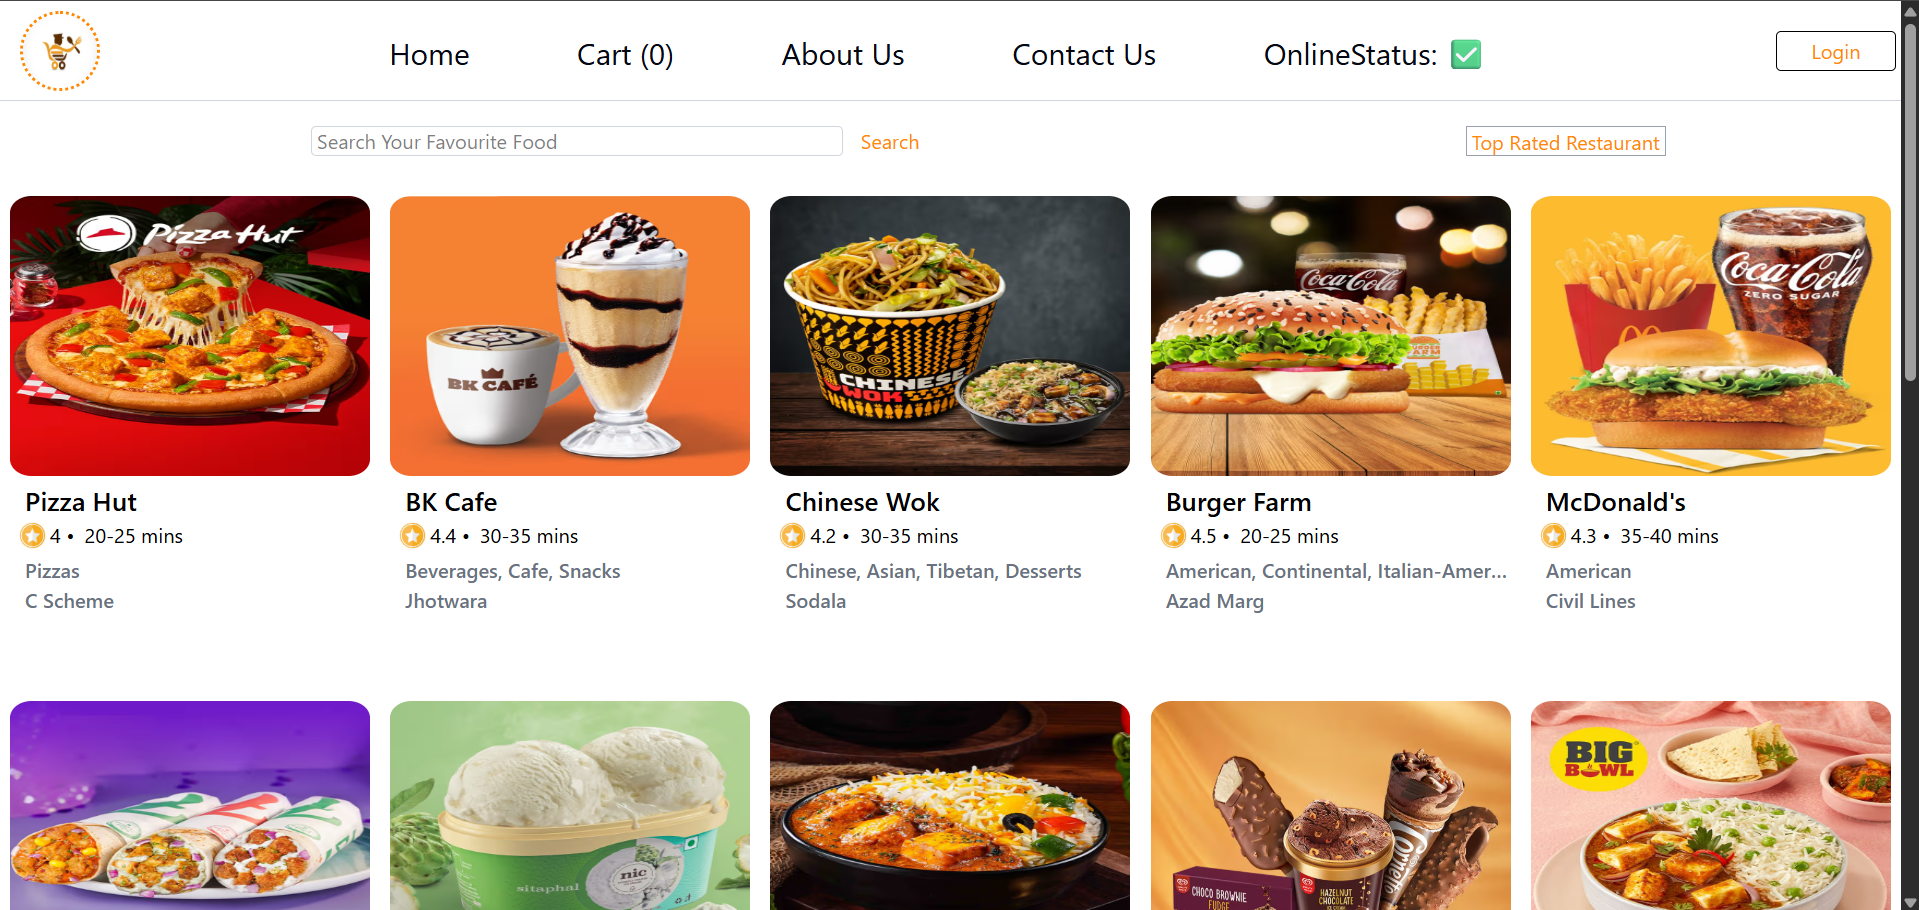 Home
Cart (0)
About Us
Contact Us
OnlineStatus: ✅
Login
Search Your Favourite Food
Search
Top Rated Restaurant
Pizza Hut
BK CAFÉ
CHINESE
WOK
Coca-Cola
BURGER
FARM
Coca-Cola
ZERO SUGAR
Pizza Hut
4 • 20-25 mins
Pizzas
C Scheme
BK Cafe
4.4 • 30-35 mins
Beverages, Cafe, Snacks
Jhotwara
Chinese Wok
4.2 • 30-35 mins
Chinese, Asian, Tibetan, Desserts
Sodala
Burger Farm
4.5 • 20-25 mins
American, Continental, Italian-Amer...
Azad Marg
McDonald's
4.3 • 35-40 mins
American
Civil Lines
sitaphal
nic
CHOCO BROWNIE
FUDGE
HAZELNUT
CHOCOLATE
Cornetto
BIG
BOWL